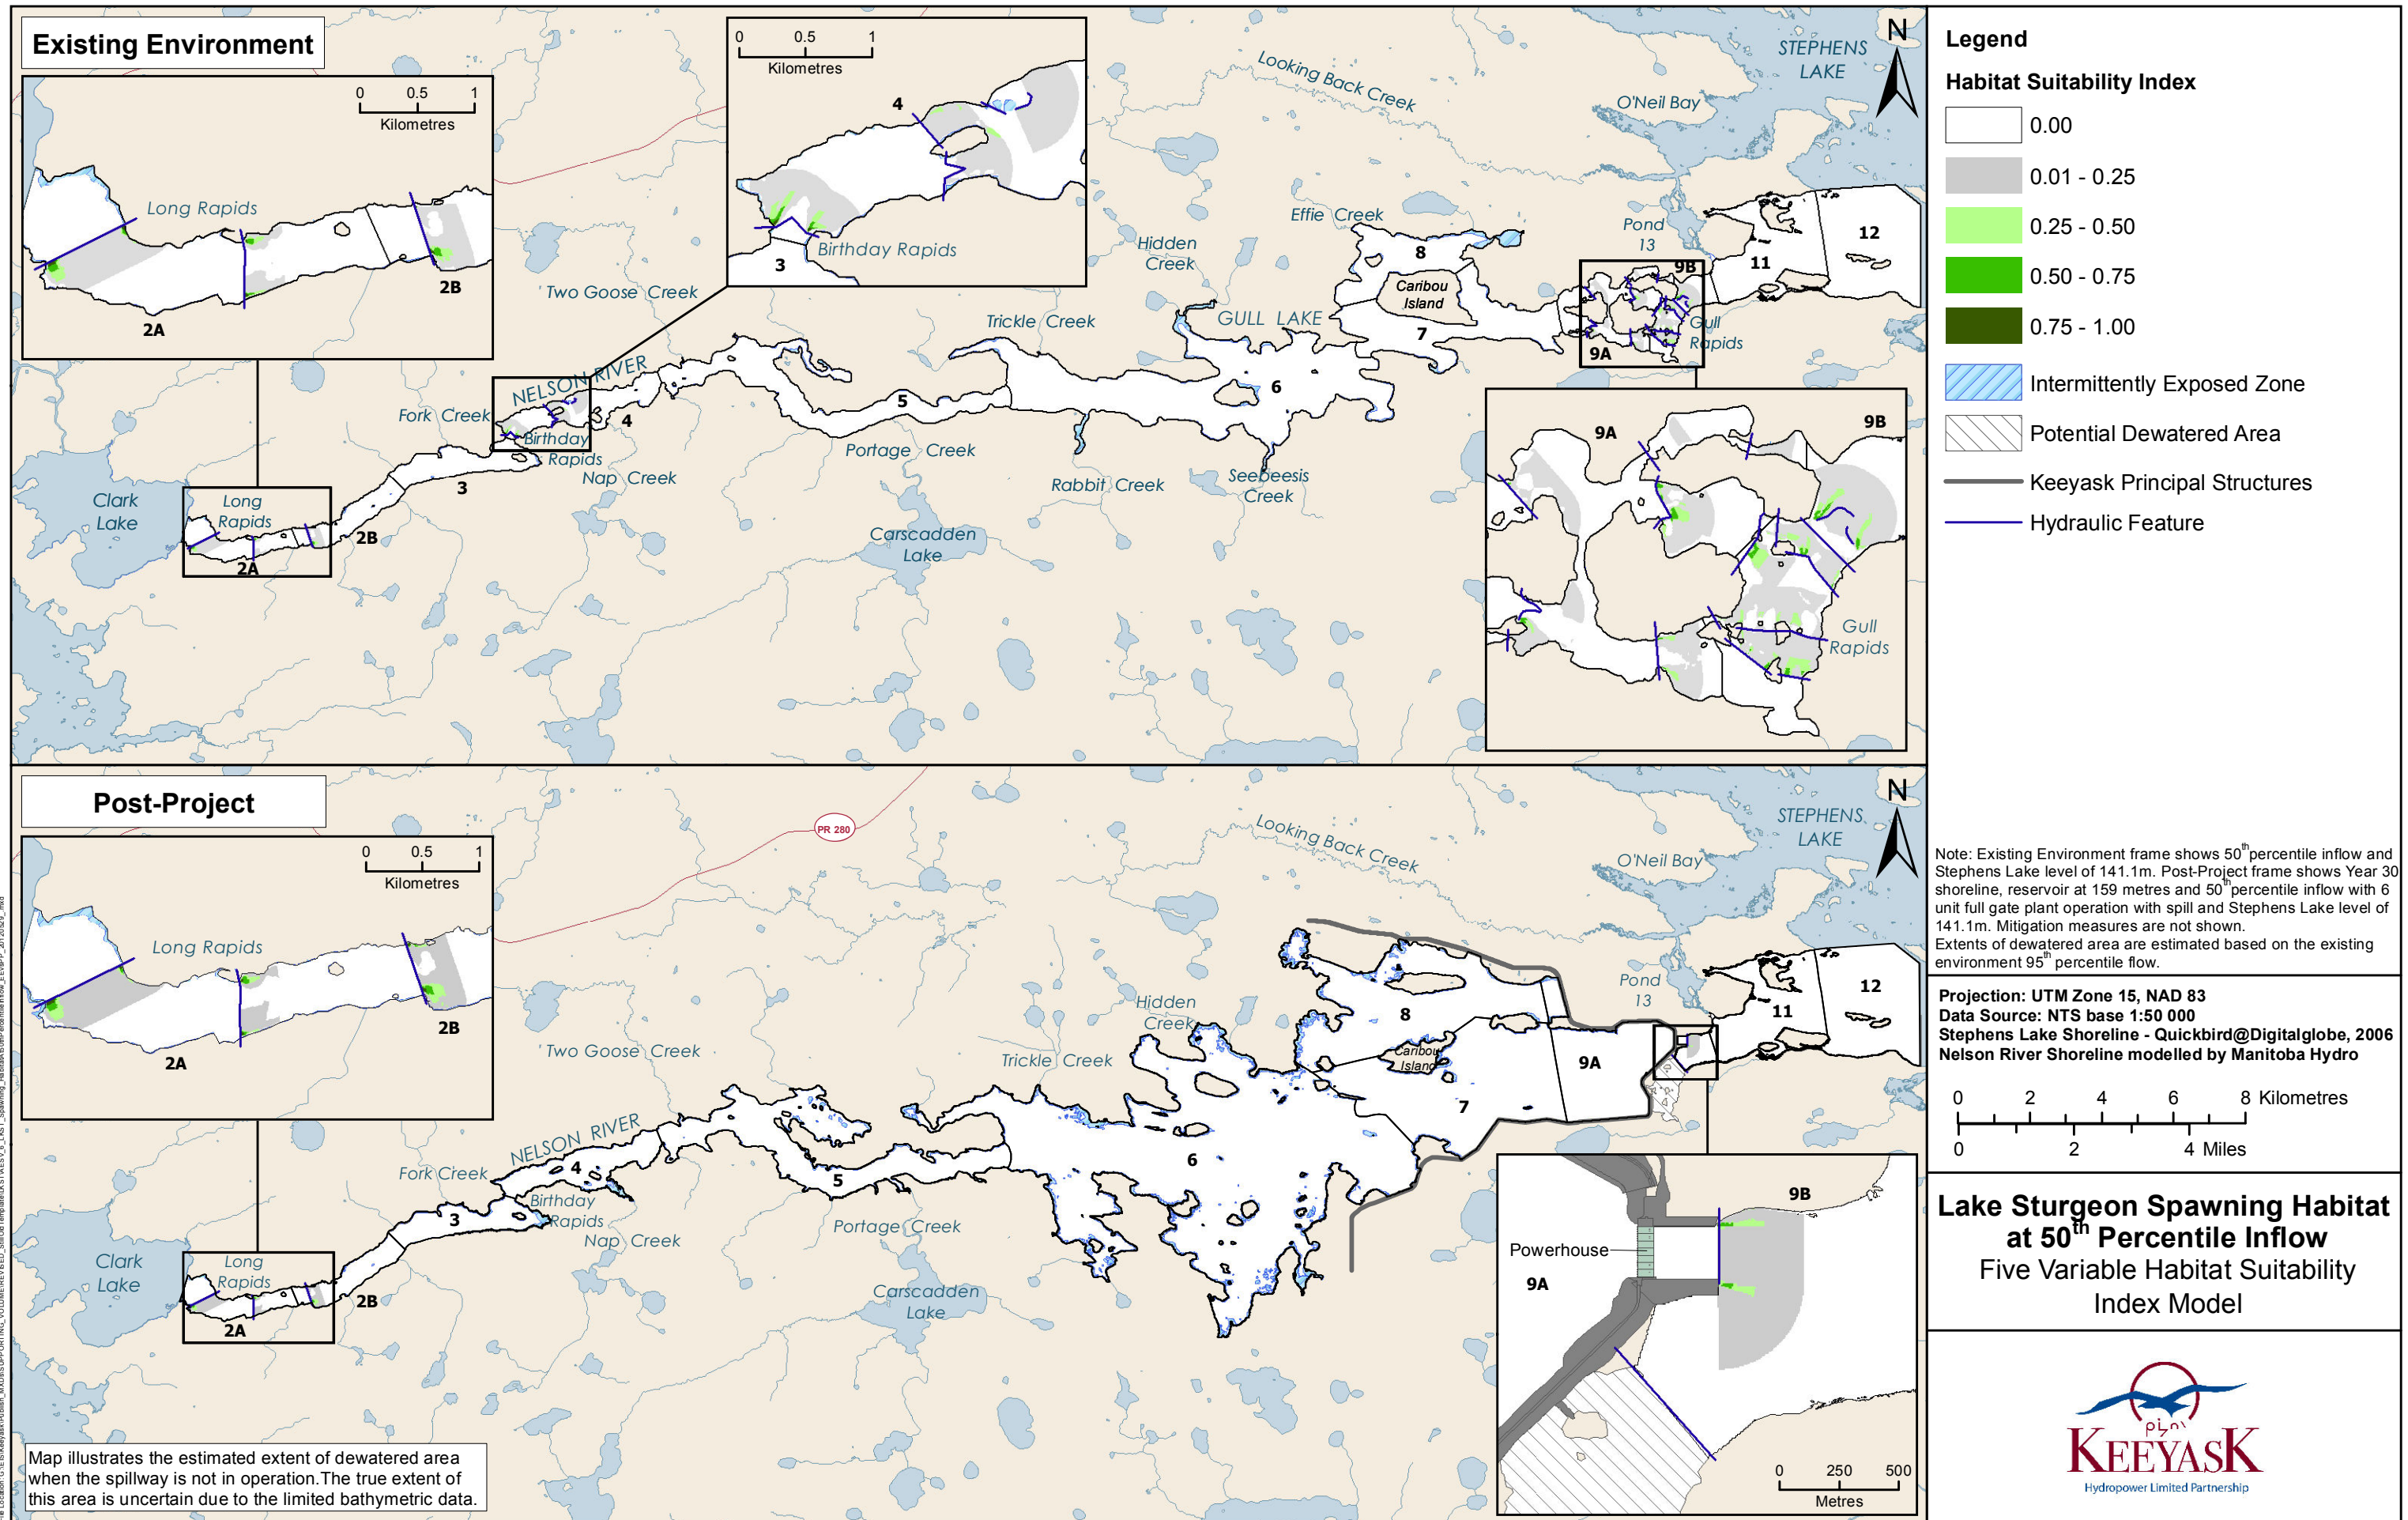 Existing Environment
0 0.5 1
Kilometres
Long Rapids
2A
2B
0 0.5 1
Kilometres
4
Birthday Rapids
3
Looking Back Creek
STEPHENS
LAKE
N
O'Neil Bay
Effie Creek
Hidden
Creek
Pond
13
8
Caribou
Island
9B
11
12
Two Goose Creek
Trickle Creek
GULL LAKE
7
Gull
Rapids
9A
NELSON RIVER
6
5
Fork Creek
4
Birthday
Rapids
Portage Creek
Nap Creek
3
Rabbit Creek
Seebeesis
Creek
Clark
Lake
Long
Rapids
2B
2A
Carscadden
Lake
9A
9B
Gull
Rapids
Post-Project
0 0.5 1
Kilometres
Long Rapids
2A
2B
PR 280
Looking Back Creek
STEPHENS
LAKE
N
O'Neil Bay
Pond
13
Hidden
Creek
8
11
12
Two Goose Creek
Trickle Creek
Caribou
Island
9A
7
NELSON RIVER
6
Fork Creek
4
5
Birthday
Rapids
3
Portage Creek
Nap Creek
Clark
Lake
Long
Rapids
2B
2A
Carscadden
Lake
9B
Powerhouse
9A
0 250 500
Metres
Map illustrates the estimated extent of dewatered area
when the spillway is not in operation.The true extent of
this area is uncertain due to the limited bathymetric data.
Legend
Habitat Suitability Index
0.00
0.01 - 0.25
0.25 - 0.50
0.50 - 0.75
0.75 - 1.00
Intermittently Exposed Zone
Potential Dewatered Area
Keeyask Principal Structures
Hydraulic Feature
Note: Existing Environment frame shows 50th percentile inflow and
Stephens Lake level of 141.1m. Post-Project frame shows Year 30
shoreline, reservoir at 159 metres and 50th percentile inflow with 6
unit full gate plant operation with spill and Stephens Lake level of
141.1m. Mitigation measures are not shown.
Extents of dewatered area are estimated based on the existing
environment 95th percentile flow.
Projection: UTM Zone 15, NAD 83
Data Source: NTS base 1:50 000
Stephens Lake Shoreline - Quickbird@Digitalglobe, 2006
Nelson River Shoreline modelled by Manitoba Hydro
0 2 4 6 8 Kilometres
0 2 4 Miles
Lake Sturgeon Spawning Habitat
at 50th Percentile Inflow
Five Variable Habitat Suitability
Index Model
KEEYASK
Hydropower Limited Partnership